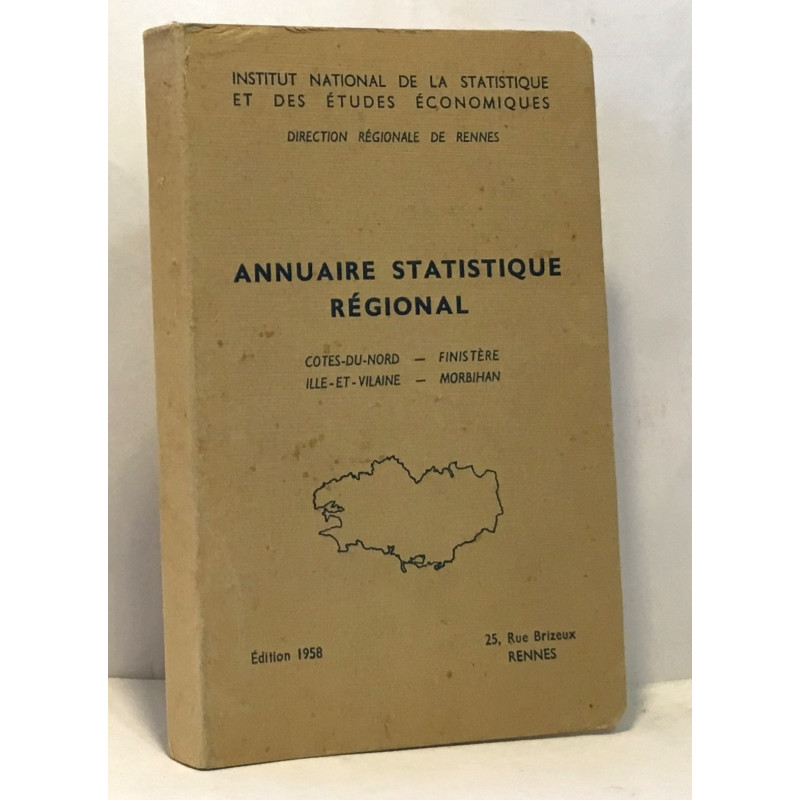 INSTITUT NATIONAL DE LA STATISTIQUE
ET DES ÉTUDES ÉCONOMIQUES
DIRECTION RÉGIONALE DE RENNES
ANNUAIRE STATISTIQUE
RÉGIONAL
COTES-DU-NORD — FINISTÈRE
ILLE-ET-VILAINE — MORBIHAN
Édition 1958
25, Rue Brizeux
RENNES